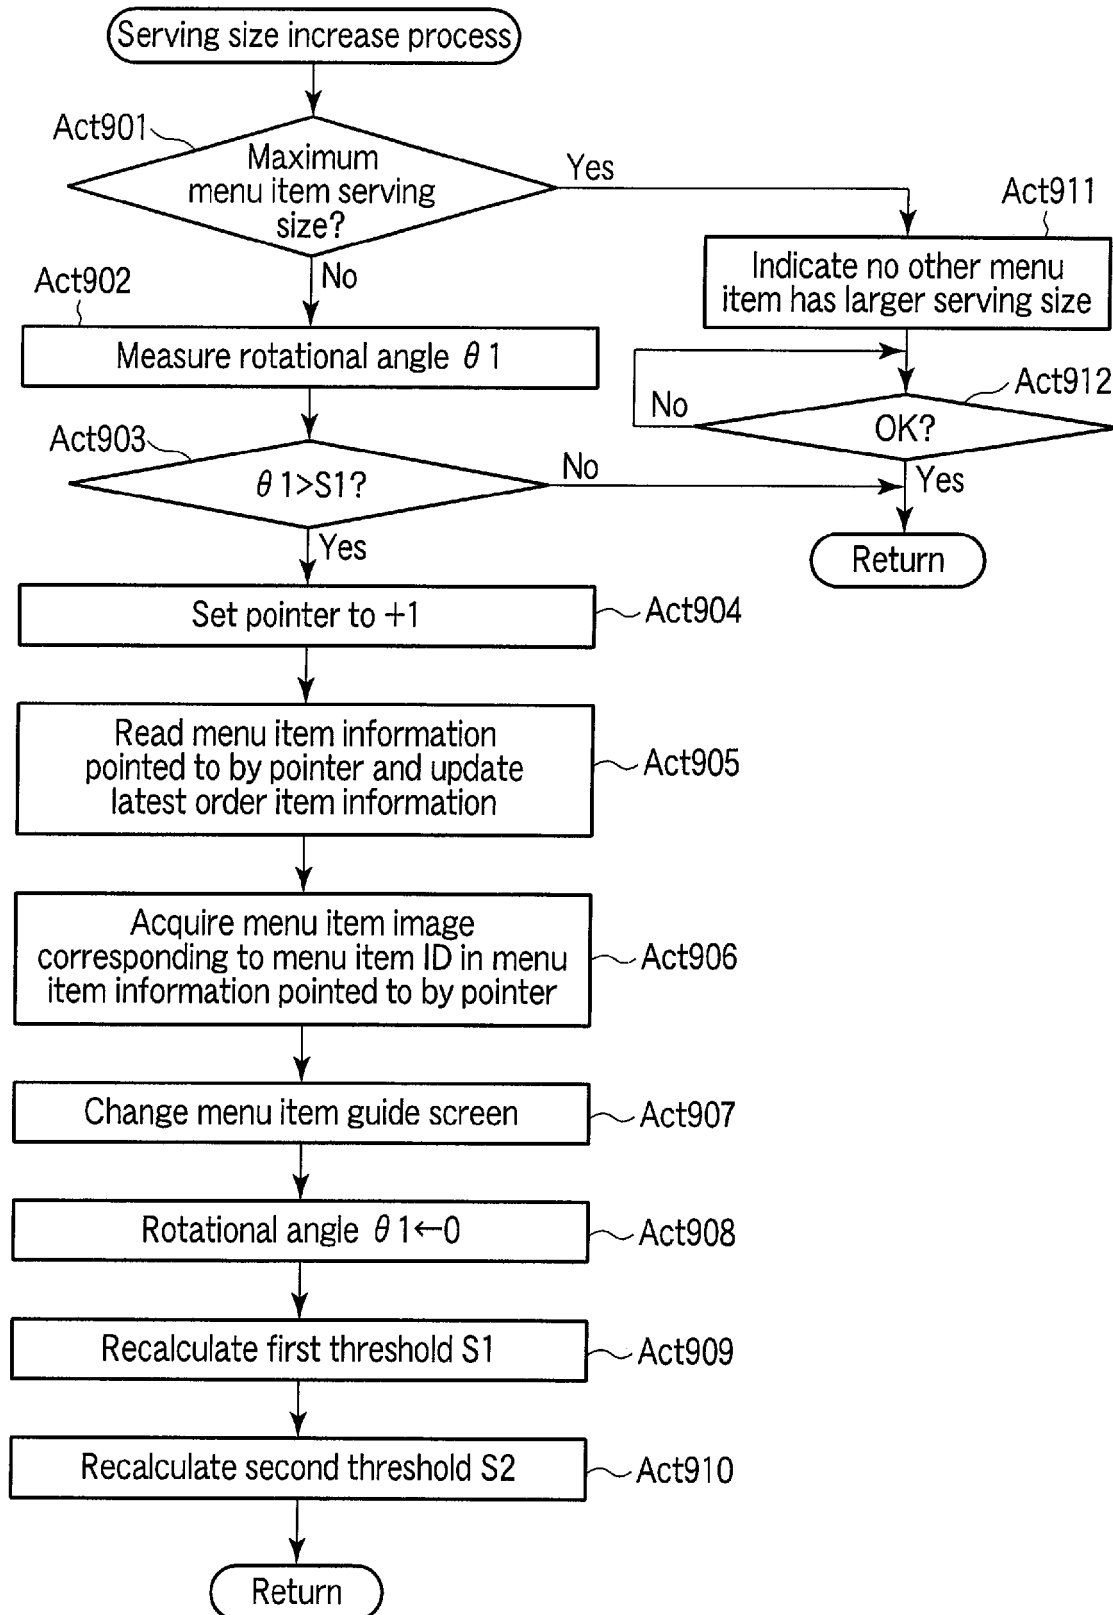 Serving size increase process
Act901
Maximum
menu item serving
size?
Yes
No
Act911
Indicate no other menu
item has larger serving size
Act902
Measure rotational angle θ1
Act912
OK?
No
Yes
Return
Act903
θ1>S1?
No
Yes
Set pointer to +1
Act904
Read menu item information
pointed to by pointer and update
latest order item information
Act905
Acquire menu item image
corresponding to menu item ID in menu
item information pointed to by pointer
Act906
Change menu item guide screen
Act907
Rotational angle θ1←0
Act908
Recalculate first threshold S1
Act909
Recalculate second threshold S2
Act910
Return